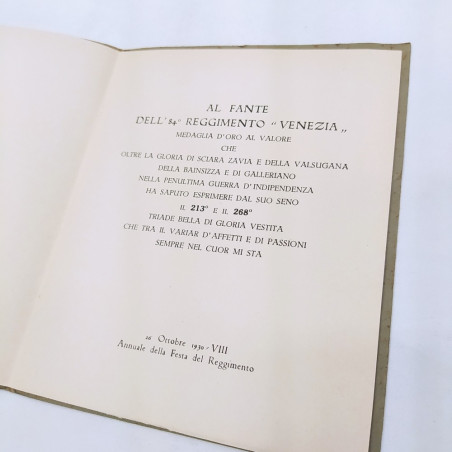 AL FANTE
DELL' 84º REGGIMENTO "VENEZIA„
MEDAGLIA D'ORO AL VALORE
CHE
OLTRE LA GLORIA DI SCIARA ZAVIA E DELLA VALSUGANA
DELLA BAINSIZZA E DI GALLERIANO
NELLA PENULTIMA GUERRA D'INDIPENDENZA
HA SAPUTO ESPRIMERE DAL SUO SENO
IL 213º E IL 268º
TRIADE BELLA DI GLORIA VESTITA
CHE TRA IL VARIAR D'AFFETTI E DI PASSIONI
SEMPRE NEL CUOR MI STA
26 Ottobre 1930 - VIII
Annuale della Festa del Reggimento